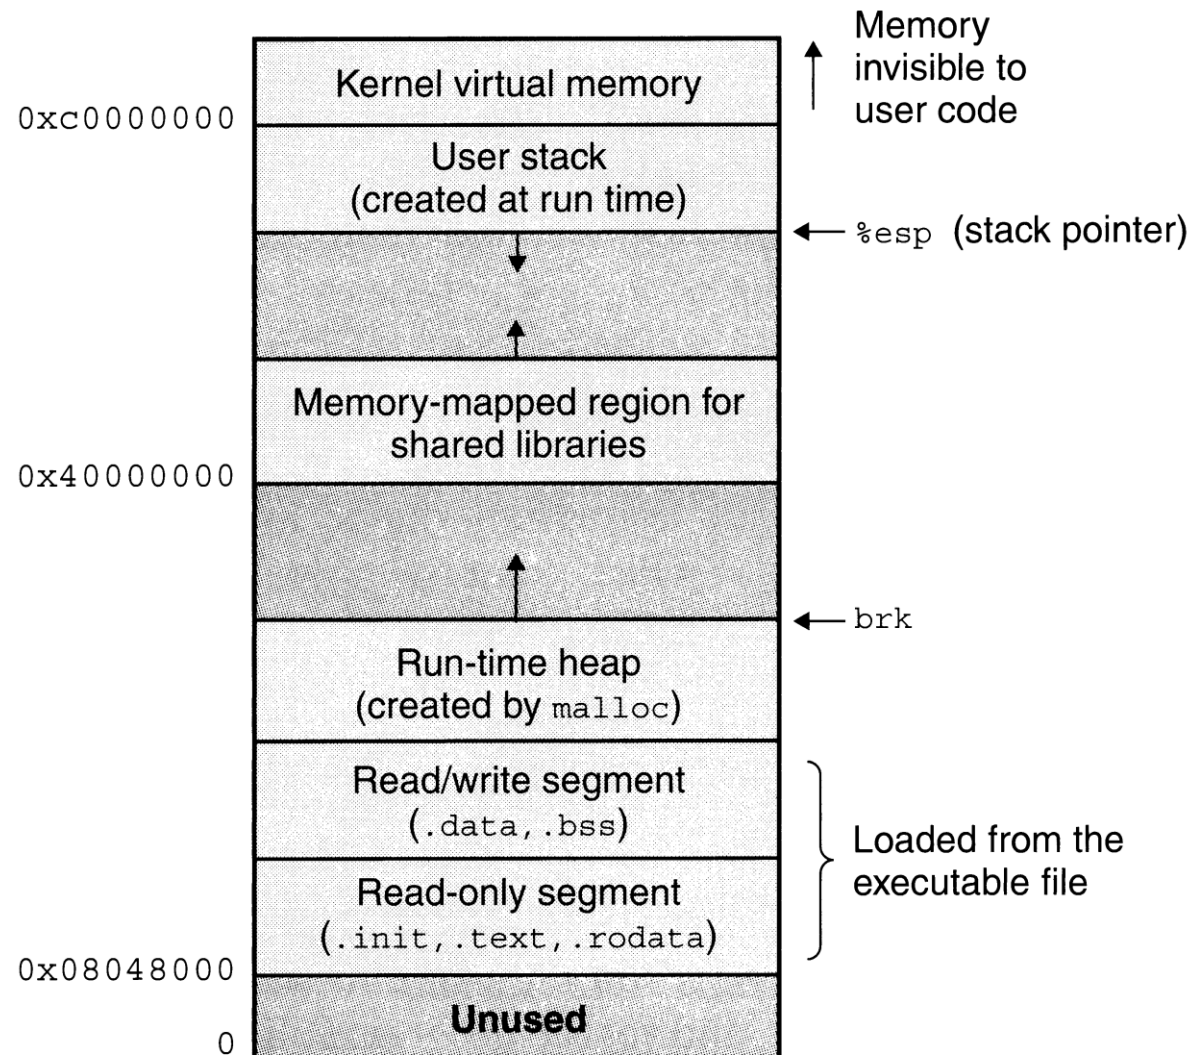 Memory
invisible to
user code
Kernel virtual memory
0xc0000000
User stack
(created at run time)
%esp (stack pointer)
Memory-mapped region for
shared libraries
0x40000000
brk
Run-time heap
(created by malloc)
Read/write segment
(.data,.bss)
Loaded from the
executable file
Read-only segment
(.init,.text,.rodata)
0x08048000
Unused
0